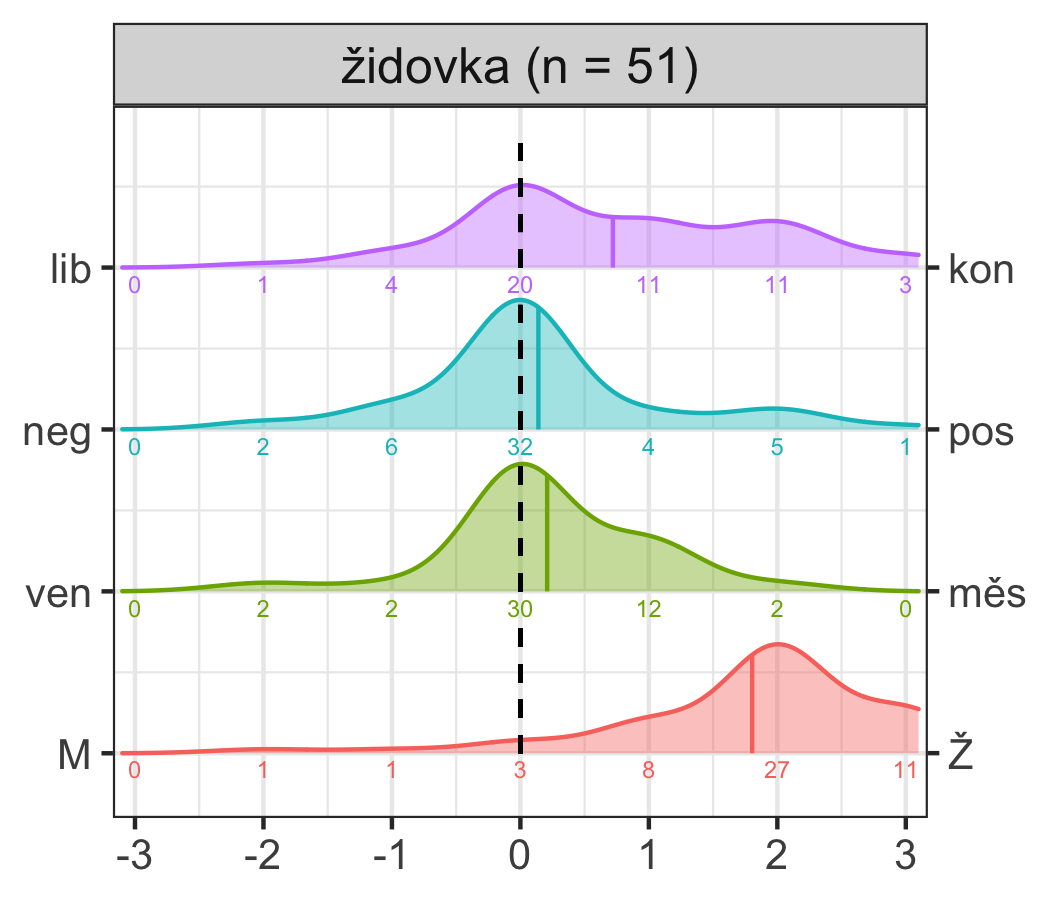 židovka (n = 51)
lib kon
0 1 4 20 11 11 3
neg pos
0 2 6 32 4 5 1
ven měs
0 2 2 30 12 2 0
M Ž
0 1 1 3 8 27 11
-3 -2 -1 0 1 2 3